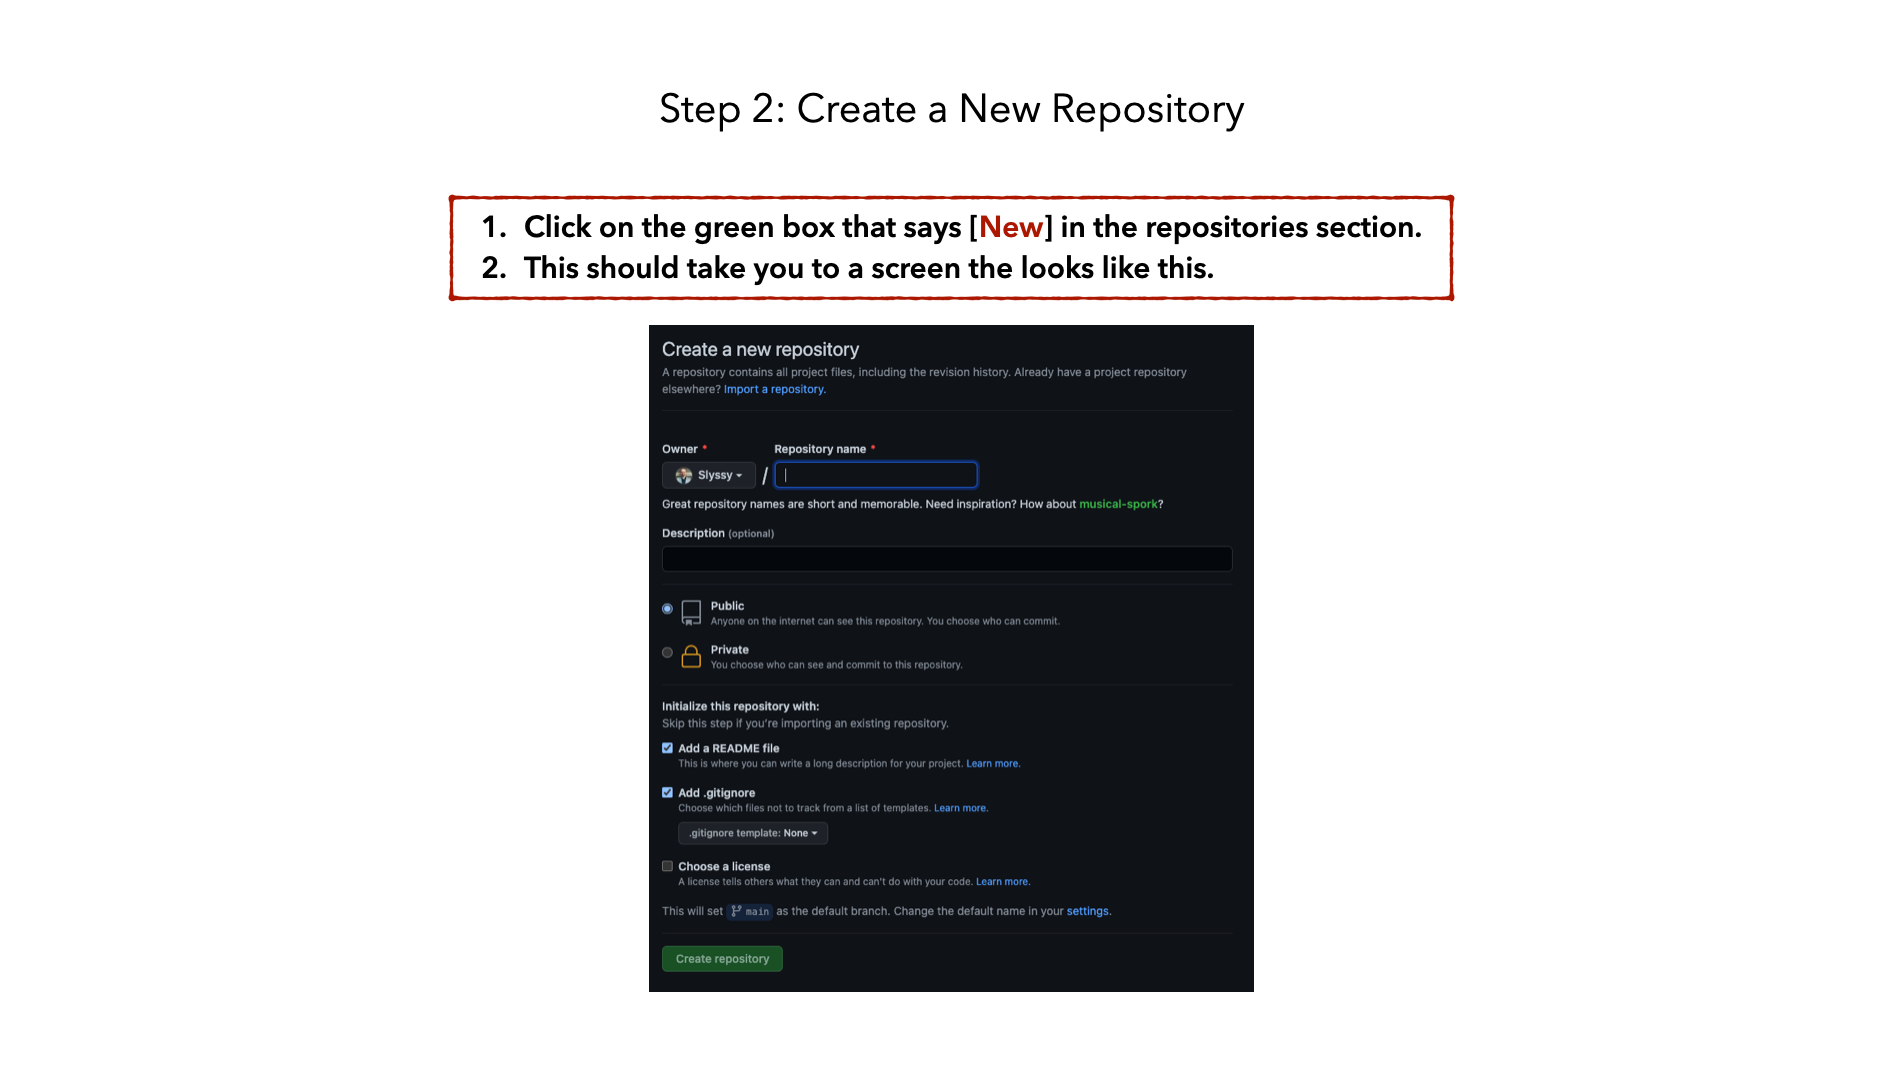 Step 2: Create a New Repository
1. Click on the green box that says [New] in the repositories section.
2. This should take you to a screen the looks like this.
Create a new repository
A repository contains all project files, including the revision history. Already have a project repository
elsewhere? Import a repository.
Owner * Repository name *
Slyssy /
Great repository names are short and memorable. Need inspiration? How about musical-spork?
Description (optional)
Public
Anyone on the internet can see this repository. You choose who can commit.
Private
You choose who can see and commit to this repository.
Initialize this repository with:
Skip this step if you're importing an existing repository.
Add a README file
This is where you can write a long description for your project. Learn more.
Add .gitignore
Choose which files not to track from a list of templates. Learn more.
.gitignore template: None
Choose a license
A license tells others what they can and can't do with your code. Learn more.
This will set main as the default branch. Change the default name in your settings.
Create repository